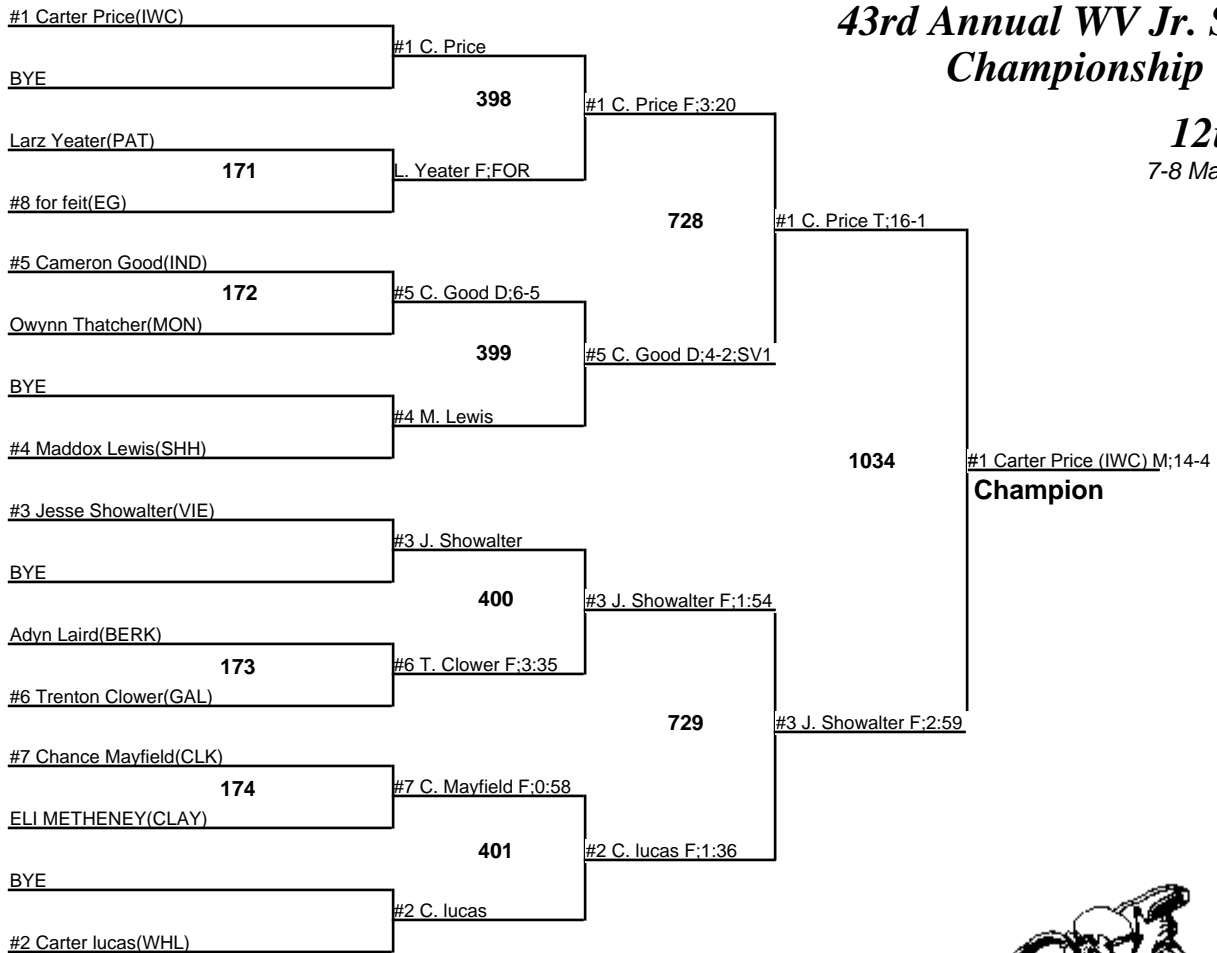 43rd Annual WV Jr.
Championship
7-8
#1 Carter Price(IWC)
BYE
Larz Yeater(PAT)
171
#8 for feit(EG)
#5 Cameron Good(IND)
172
Owynn Thatcher(MON)
BYE
#4 Maddox Lewis(SHH)
#3 Jesse Showalter(VIE)
BYE
Adyn Laird(BERK)
173
#6 Trenton Clower(GAL)
#7 Chance Mayfield(CLK)
174
ELI METHENEY(CLAY)
BYE
#2 Carter lucas(WHL)
#1 C. Price
398
L. Yeater F;FOR
#5 C. Good D;6-5
399
#4 M. Lewis
#3 J. Showalter
400
#6 T. Clower F;3:35
#7 C. Mayfield F;0:58
401
#2 C. lucas
#1 C. Price F;3:20
728
#5 C. Good D;4-2;SV1
#3 J. Showalter F;1:54
729
#2 C. lucas F;1:36
#1 C. Price T;16-1
1034
#3 J. Showalter F;2:59
#1 Carter Price (IWC) M;14-4
Champion